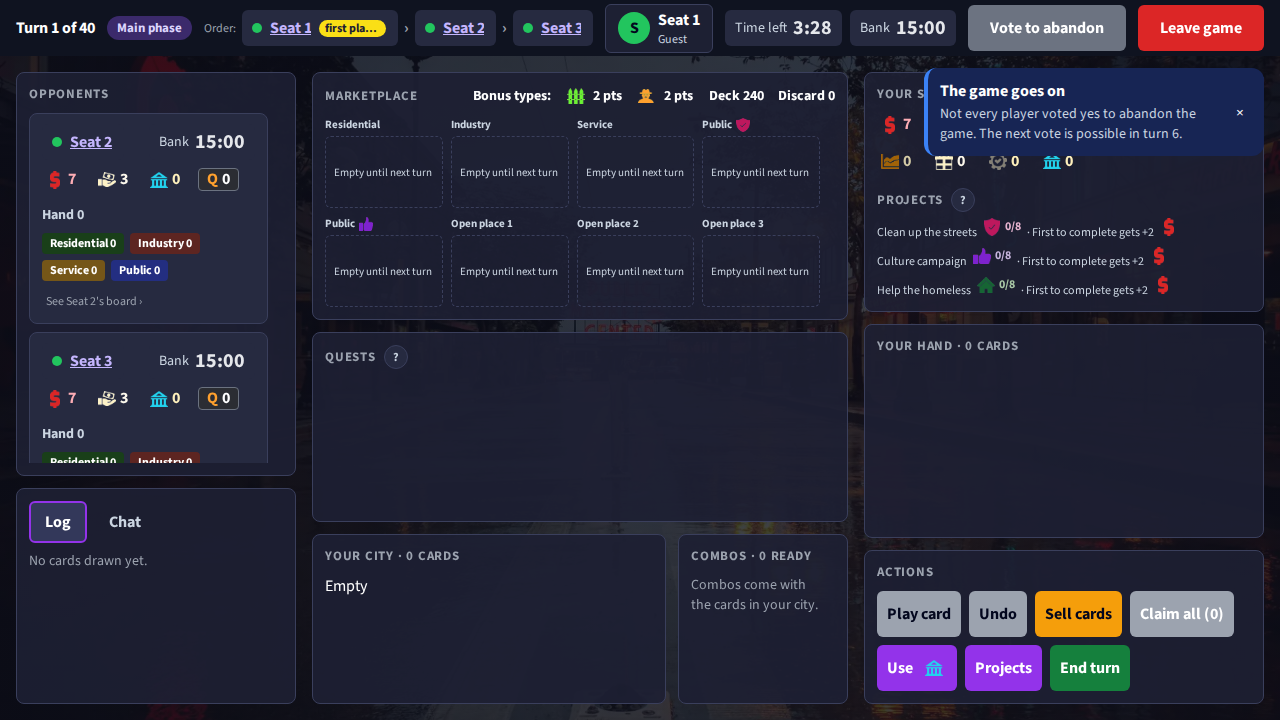 Turn 1 of 40
Main phase
Order:
Seat 1
first pla...
›
Seat 2
›
Seat 3
S
Seat 1
Guest
Time left 3:28
Bank 15:00
Vote to abandon
Leave game
OPPONENTS
Seat 2
Bank 15:00
7
3
0
Q 0
Hand 0
Residential 0
Industry 0
Service 0
Public 0
See Seat 2's board ›
Seat 3
Bank 15:00
7
3
0
Q 0
Hand 0
Residential 0
Industry 0
Log
Chat
No cards drawn yet.
MARKETPLACE
Bonus types:
2 pts
2 pts
Deck 240
Discard 0
Residential
Industry
Service
Public
Empty until next turn
Empty until next turn
Empty until next turn
Empty until next turn
Public
Open place 1
Open place 2
Open place 3
Empty until next turn
Empty until next turn
Empty until next turn
Empty until next turn
QUESTS
?
YOUR CITY · 0 CARDS
Empty
COMBOS · 0 READY
Combos come with
the cards in your city.
YOUR S
7
The game goes on
Not every player voted yes to abandon the
game. The next vote is possible in turn 6.
×
0
0
0
0
PROJECTS
?
Clean up the streets 0/8 · First to complete gets +2
Culture campaign 0/8 · First to complete gets +2
Help the homeless 0/8 · First to complete gets +2
YOUR HAND · 0 CARDS
ACTIONS
Play card
Undo
Sell cards
Claim all (0)
Use
Projects
End turn